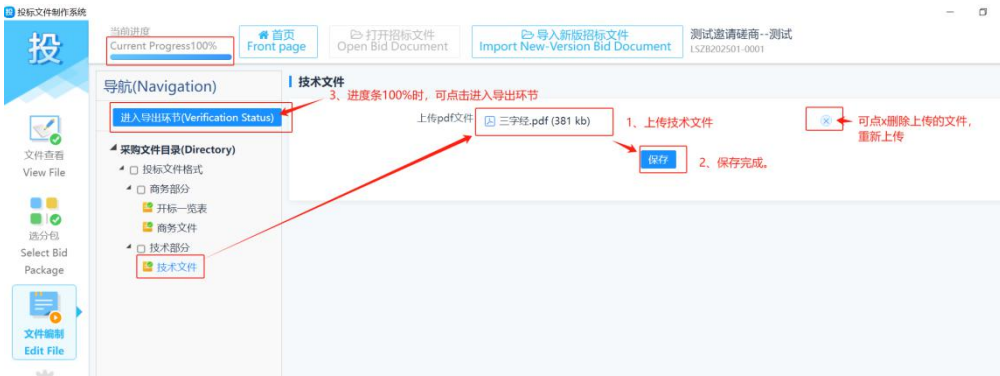 投标文件制作系统
投
当前进度
Current Progress100%
首页
Front page
打开招标文件
Open Bid Document
导入新版招标文件
Import New-Version Bid Document
测试邀请磋商--测试
LSZB202501-0001
文件查看
View File
选分包
Select Bid
Package
文件编制
Edit File
导航(Navigation)
进入导出环节(Verification Status)
采购文件目录(Directory)
投标文件格式
商务部分
开标一览表
商务文件
技术部分
技术文件
技术文件
3、进度条100%时，可点击进入导出环节
上传pdf文件
三字经.pdf (381 kb)
1、上传技术文件
可点x删除上传的文件，
重新上传
保存
2、保存完成。